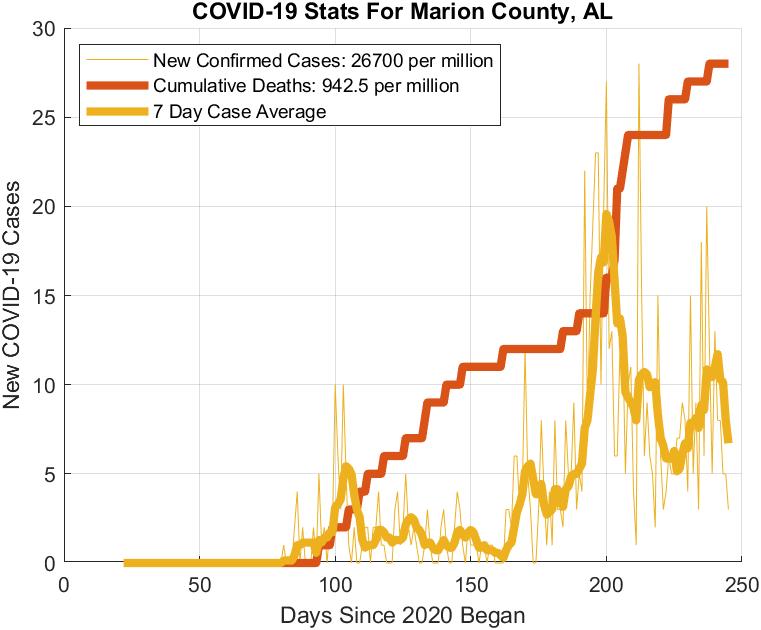 COVID-19 Stats For Marion County, AL
New Confirmed Cases: 26700 per million
Cumulative Deaths: 942.5 per million
7 Day Case Average
New COVID-19 Cases
30
25
20
15
10
5
0
0 50 100 150 200 250
Days Since 2020 Began